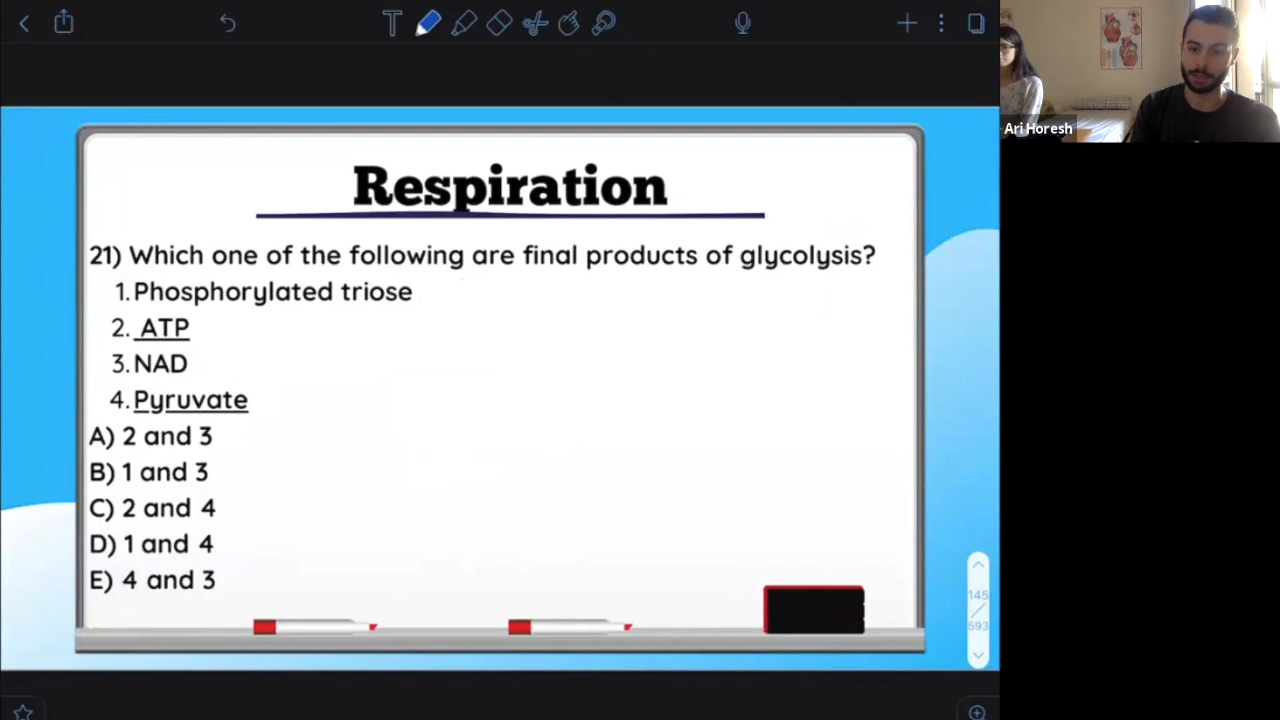 Ari Horesh
Respiration
21) Which one of the following are final products of glycolysis?
1. Phosphorylated triose
2. ATP
3. NAD
4. Pyruvate
A) 2 and 3
B) 1 and 3
C) 2 and 4
D) 1 and 4
E) 4 and 3
145
/
593